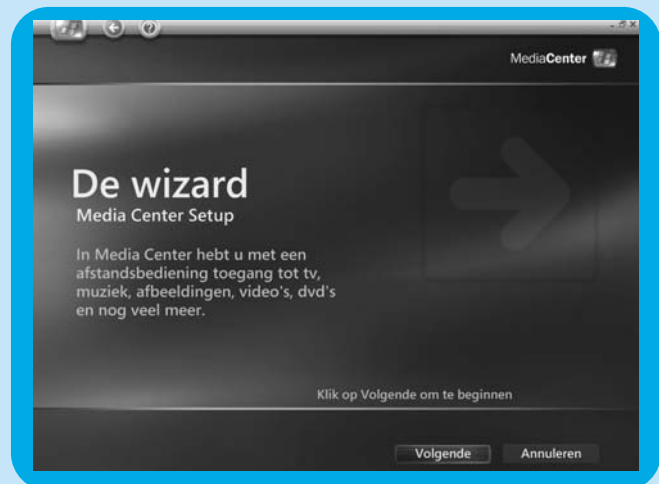 MediaCenter
De wizard
Media Center Setup
In Media Center hebt u met een
afstandsbediening toegang tot tv,
muziek, afbeeldingen, video's, dvd's
en nog veel meer.
Klik op Volgende om te beginnen
Volgende Annuleren